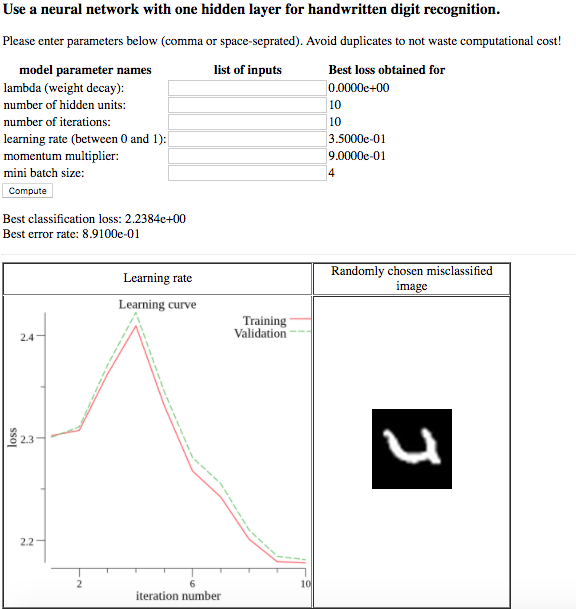 Use a neural network with one hidden layer for handwritten digit recognition.
Please enter parameters below (comma or space-seprated). Avoid duplicates to not waste computational cost!
model parameter names list of inputs Best loss obtained for
lambda (weight decay): 0.0000e+00
number of hidden units: 10
number of iterations: 10
learning rate (between 0 and 1): 3.5000e-01
momentum multiplier: 9.0000e-01
mini batch size: 4
Compute
Best classification loss: 2.2384e+00
Best error rate: 8.9100e-01
Learning rate
Randomly chosen misclassified
image
Learning curve
Training
Validation
2.4
2.3
2.2
loss
2 6 10
iteration number